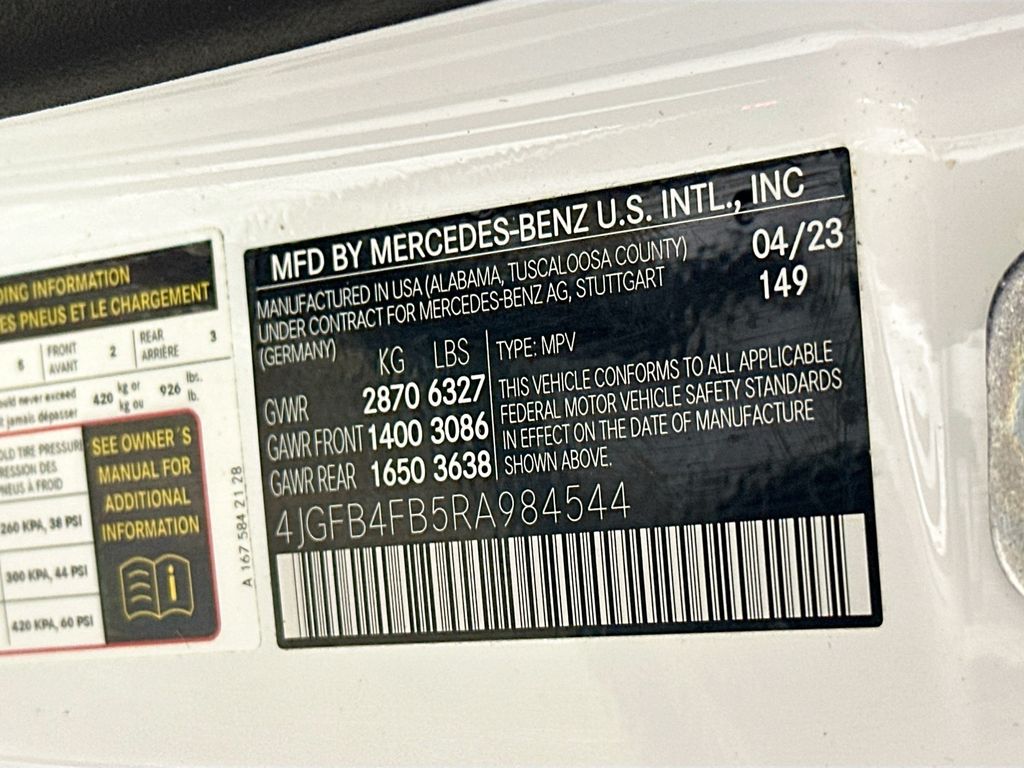 DING INFORMATION
ES PNEUS ET LE CHARGEMENT
FRONT
AVANT
2
REAR
ARRIÈRE
3
should never exceed
jamais dépasser
420
kg or
kg ou
926
lbs.
lb.
OLD TIRE PRESSURE
RESSION DES
PNEUS À FROID
260 KPA, 38 PSI
300 KPA, 44 PSI
420 KPA, 60 PSI
SEE OWNER´S
MANUAL FOR
ADDITIONAL
INFORMATION
i
A 167 584 21 28
MFD BY MERCEDES-BENZ U.S. INTL., INC
MANUFACTURED IN USA (ALABAMA, TUSCALOOSA COUNTY)
UNDER CONTRACT FOR MERCEDES-BENZ AG, STUTTGART
(GERMANY)
04/23
149
KG LBS
GVWR 2870 6327
GAWR FRONT 1400 3086
GAWR REAR 1650 3638
TYPE: MPV
THIS VEHICLE CONFORMS TO ALL APPLICABLE
FEDERAL MOTOR VEHICLE SAFETY STANDARDS
IN EFFECT ON THE DATE OF MANUFACTURE
SHOWN ABOVE.
4JGFB4FB5RA984544